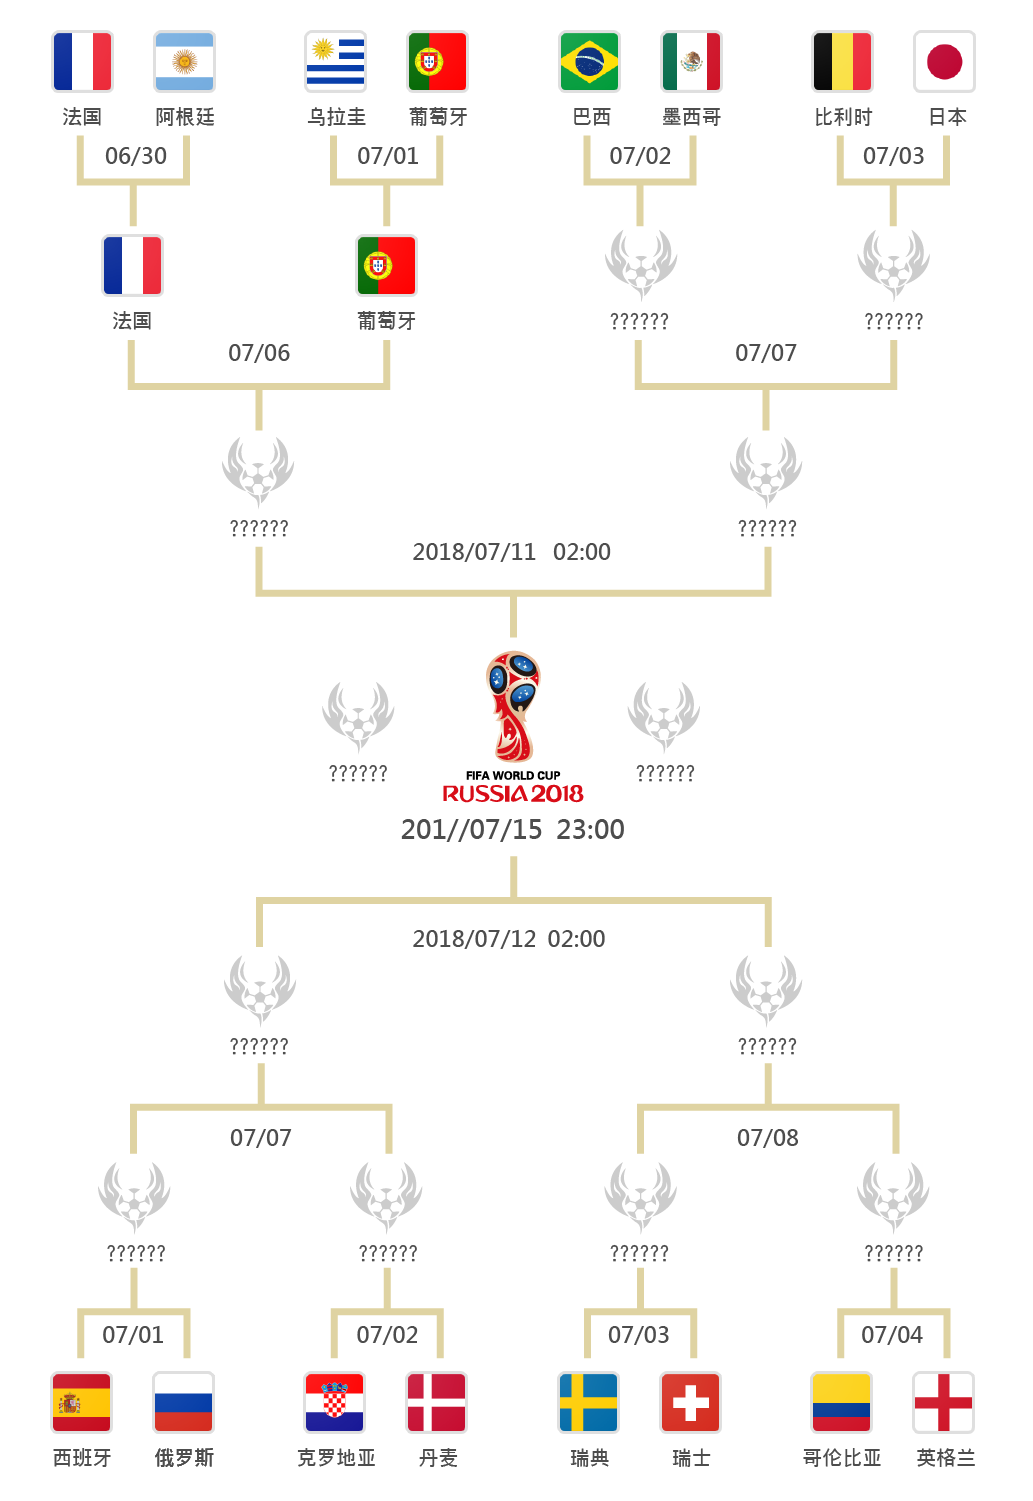 法国 阿根廷 乌拉圭 葡萄牙 巴西 墨西哥 比利时 日本
06/30 07/01 07/02 07/03
法国 葡萄牙 ?????? ??????
07/06 07/07
?????? ??????
2018/07/11 02:00
?????? ??????
FIFA WORLD CUP
RUSSIA 2018
201//07/15 23:00
2018/07/12 02:00
?????? ??????
07/07 07/08
?????? ?????? ?????? ??????
07/01 07/02 07/03 07/04
西班牙 俄罗斯 克罗地亚 丹麦 瑞典 瑞士 哥伦比亚 英格兰